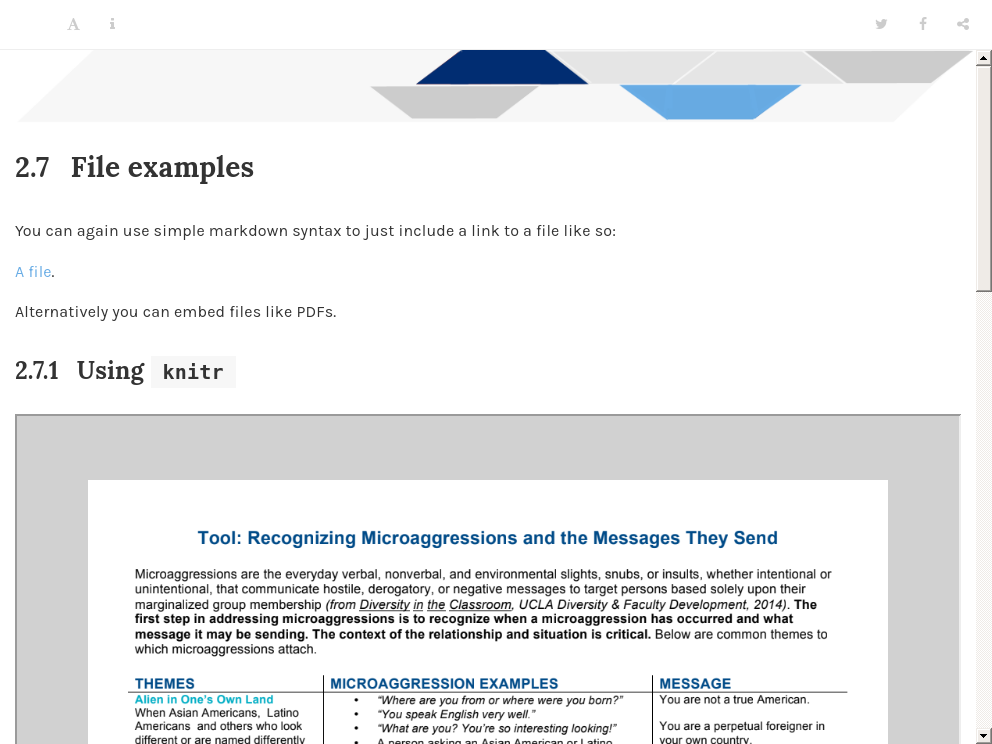 2.7 File examples
You can again use simple markdown syntax to just include a link to a file like so:
A file.
Alternatively you can embed files like PDFs.
2.7.1 Using knitr
Tool: Recognizing Microaggressions and the Messages They Send
Microaggressions are the everyday verbal, nonverbal, and environmental slights, snubs, or insults, whether intentional or
unintentional, that communicate hostile, derogatory, or negative messages to target persons based solely upon their
marginalized group membership (from Diversity in the Classroom, UCLA Diversity & Faculty Development, 2014). The
first step in addressing microaggressions is to recognize when a microaggression has occurred and what
message it may be sending. The context of the relationship and situation is critical. Below are common themes to
which microaggressions attach.
THEMES MICROAGGRESSION EXAMPLES MESSAGE
Alien in One's Own Land • "Where are you from or where were you born?" You are not a true American.
When Asian Americans, Latino • "You speak English very well."
Americans and others who look • "What are you? You're so interesting looking!" You are a perpetual foreigner in
different or are named differently • A person asking an Asian American or Latino your own country.